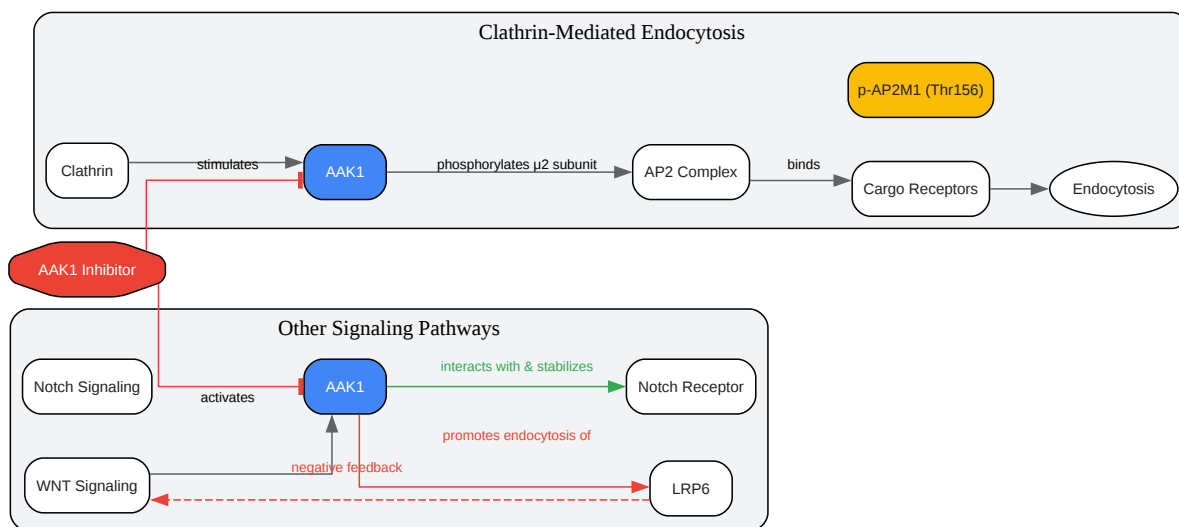 Clathrin-Mediated Endocytosis
p-AP2M1 (Thr156)
Clathrin
stimulates
AAK1
phosphorylates μ2 subunit
AP2 Complex
binds
Cargo Receptors
Endocytosis
AAK1 Inhibitor
Other Signaling Pathways
Notch Signaling
activates
AAK1
interacts with & stabilizes
Notch Receptor
promotes endocytosis of
negative feedback
WNT Signaling
LRP6